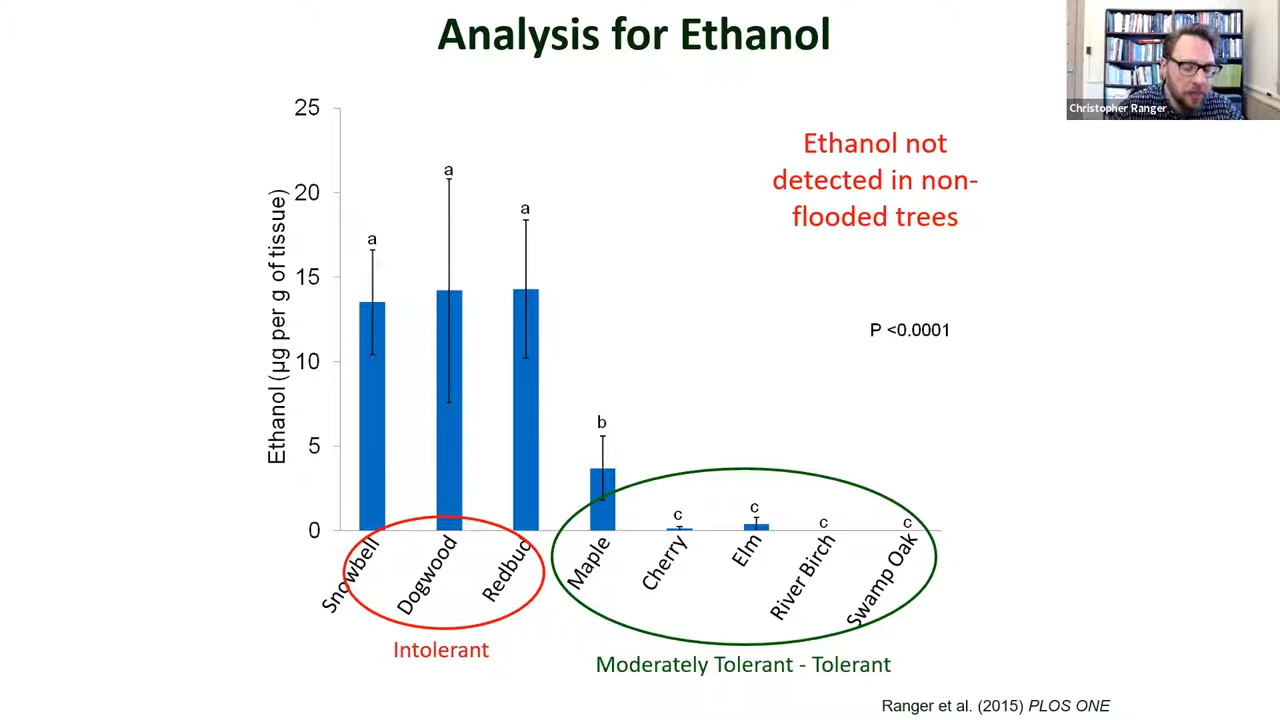 Analysis for Ethanol
Christopher Ranger
Ethanol not
detected in non-
flooded trees
P <0.0001
Ethanol (µg per g of tissue)
25
20
15
10
5
0
a
a
a
b
c
c
c
c
Snowbell
Dogwood
Redbud
Maple
Cherry
Elm
River Birch
Swamp Oak
Intolerant
Moderately Tolerant - Tolerant
Ranger et al. (2015) PLOS ONE